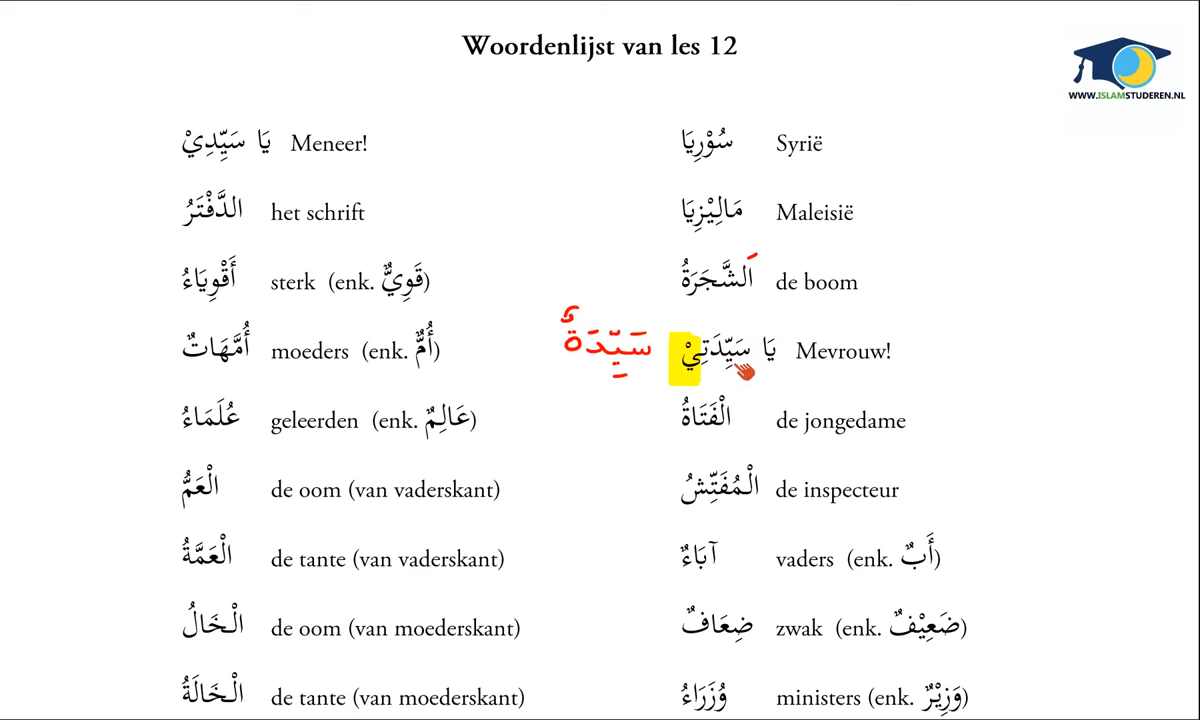 Woordenlijst van les 12
WWW.ISLAMSTUDEREN.NL
يَا سَيِّدِيْ Meneer!
سُوْرِيَا Syrië
الدَّفْتَرُ het schrift
مَالِيْزِيَا Maleisië
أَقْوِيَاءُ sterk (enk. قَوِيٌّ)
اَلشَّجَرَةُ de boom
أُمَّهَاتٌ moeders (enk. أُمٌّ)
سَيِّدَةٌ
يَا سَيِّدَتِيْ Mevrouw!
عُلَمَاءُ geleerden (enk. عَالِمٌ)
الْفَتَاةُ de jongedame
الْعَمُّ de oom (van vaderskant)
الْمُفَتِّشُ de inspecteur
الْعَمَّةُ de tante (van vaderskant)
آبَاءٌ vaders (enk. أَبٌ)
الْخَالُ de oom (van moederskant)
ضِعَافٌ zwak (enk. ضَعِيْفٌ)
الْخَالَةُ de tante (van moederskant)
وُزَرَاءُ ministers (enk. وَزِيْرٌ)